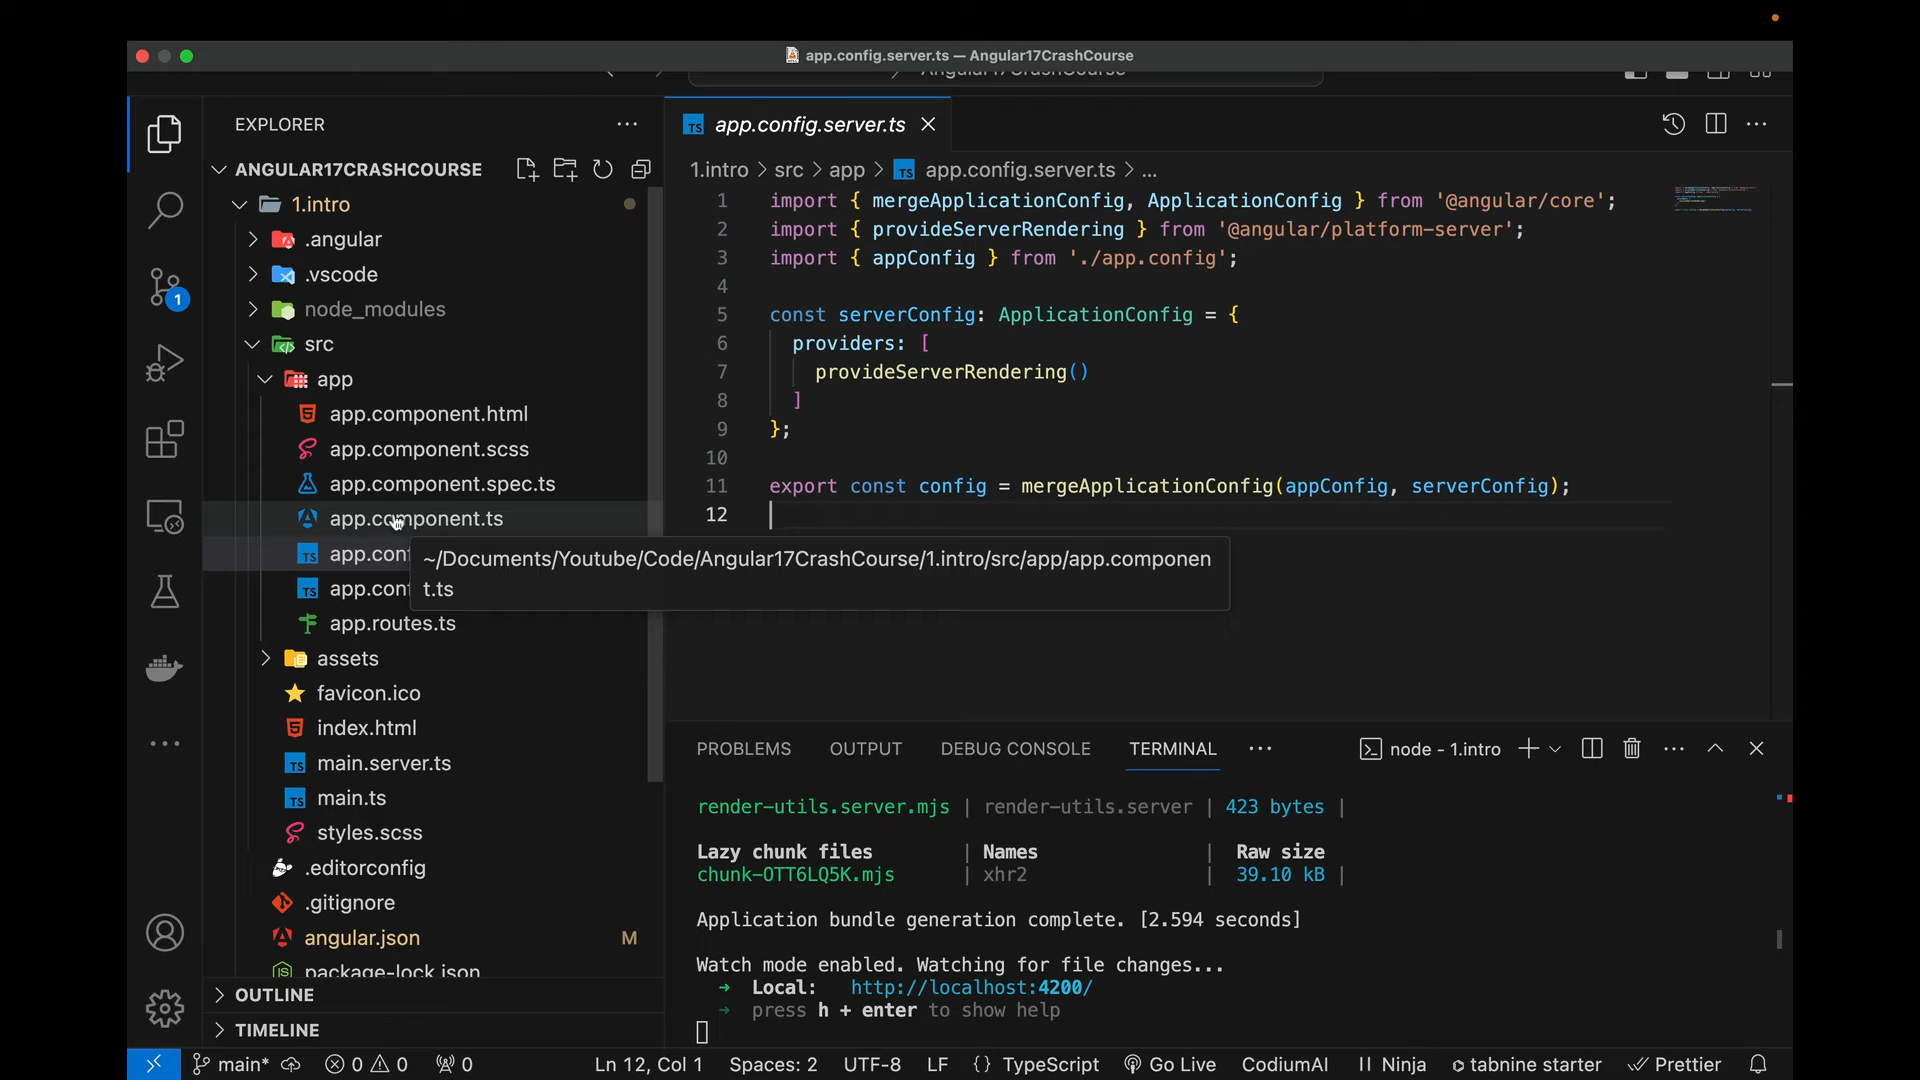 app.config.server.ts — Angular17CrashCourse
Angular17CrashCourse
EXPLORER
ANGULAR17CRASHCOURSE
1.intro
.angular
.vscode
node_modules
src
app
app.component.html
app.component.scss
app.component.spec.ts
app.component.ts
app.con
app.con
app.routes.ts
assets
favicon.ico
index.html
main.server.ts
main.ts
styles.scss
.editorconfig
.gitignore
angular.json M
package-lock.json
OUTLINE
TIMELINE
1
~/Documents/Youtube/Code/Angular17CrashCourse/1.intro/src/app/app.componen
t.ts
TS app.config.server.ts
1.intro > src > app > TS app.config.server.ts > ...
1 import { mergeApplicationConfig, ApplicationConfig } from '@angular/core';
2 import { provideServerRendering } from '@angular/platform-server';
3 import { appConfig } from './app.config';
4
5 const serverConfig: ApplicationConfig = {
6 providers: [
7 provideServerRendering()
8 ]
9 };
10
11 export const config = mergeApplicationConfig(appConfig, serverConfig);
12
PROBLEMS OUTPUT DEBUG CONSOLE TERMINAL ... node - 1.intro
render-utils.server.mjs | render-utils.server | 423 bytes |
Lazy chunk files | Names | Raw size
chunk-OTT6LQ5K.mjs | xhr2 | 39.10 kB |
Application bundle generation complete. [2.594 seconds]
Watch mode enabled. Watching for file changes...
➜ Local: http://localhost:4200/
➜ press h + enter to show help
main* 0 0 0 Ln 12, Col 1 Spaces: 2 UTF-8 LF {} TypeScript Go Live CodiumAI Ninja tabnine starter Prettier